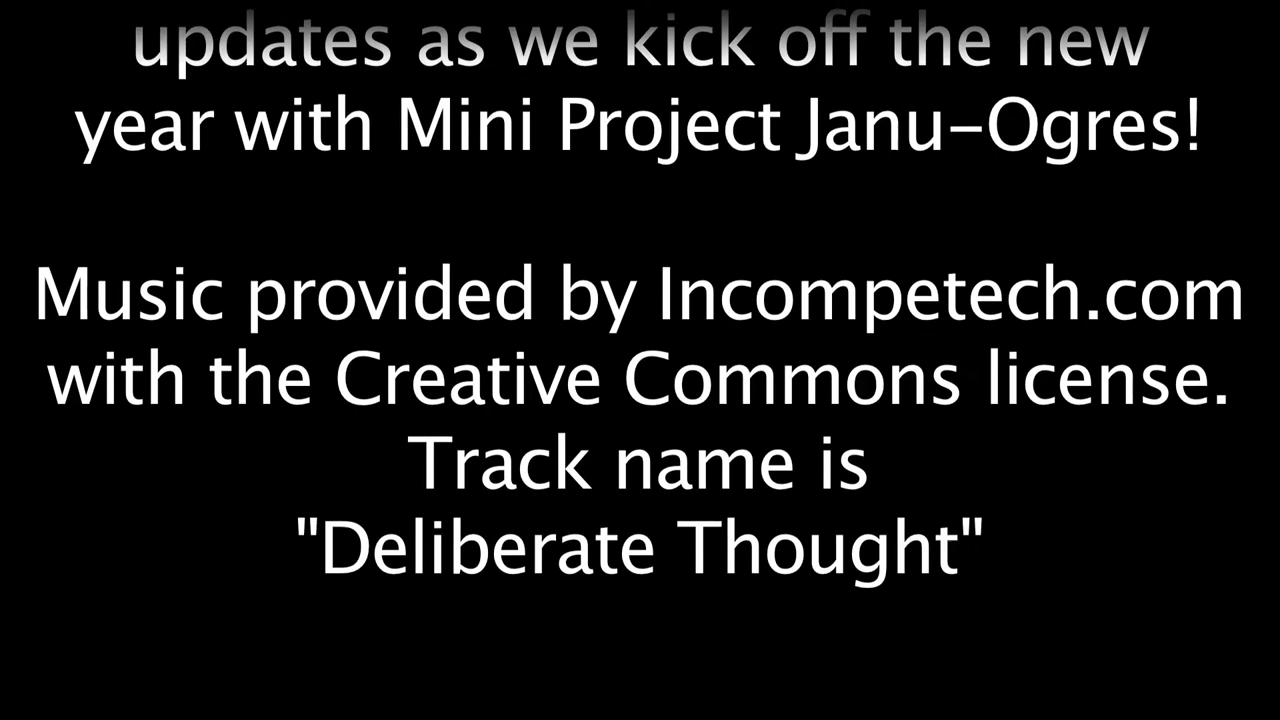 updates as we kick off the new
year with Mini Project Janu-Ogres!
Music provided by Incompetech.com
with the Creative Commons license.
Track name is
"Deliberate Thought"